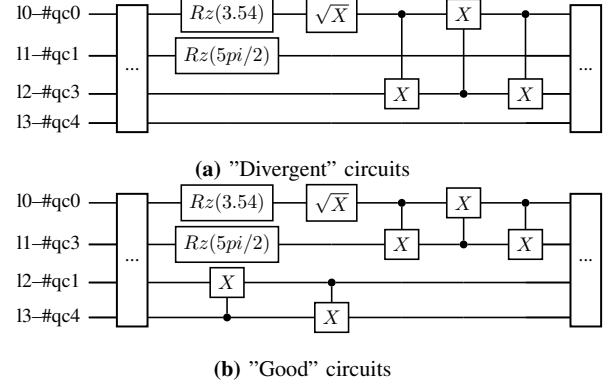 l0–#qc0 Rz(3.54) √X X
l1–#qc1 ... Rz(5pi/2) ...
l2–#qc3 X X
l3–#qc4
(a) ”Divergent” circuits
l0–#qc0 Rz(3.54) √X X
l1–#qc3 ... Rz(5pi/2) X X ...
l2–#qc1 X
l3–#qc4 X
(b) ”Good” circuits